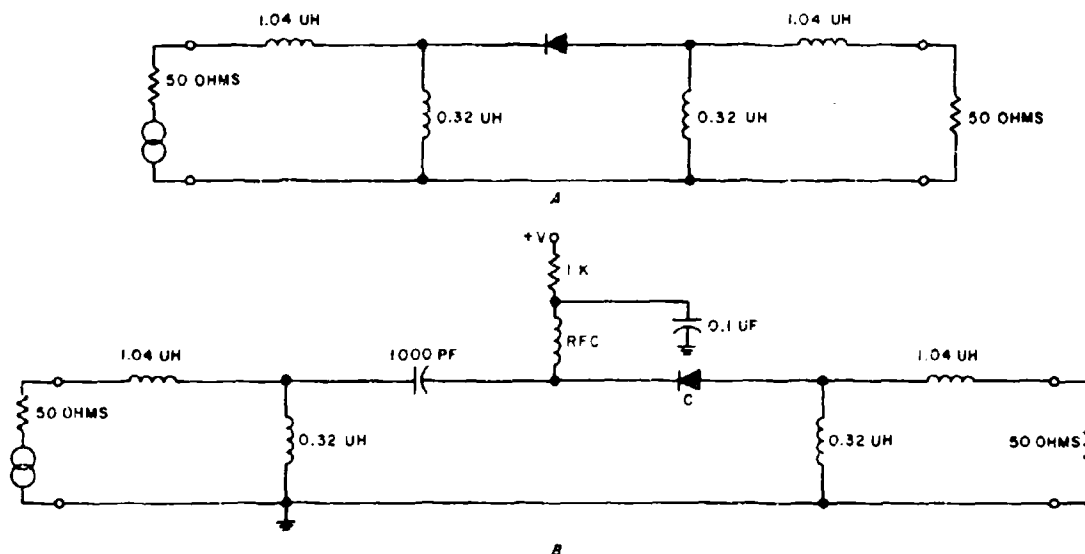 1.04 UH
1.04 UH
50 OHMS
0.32 UH
0.32 UH
50 OHMS
A
+V
1 K
0.1 UF
RFC
1.04 UH
1000 PF
1.04 UH
C
50 OHMS
0.32 UH
0.32 UH
50 OHMS
B